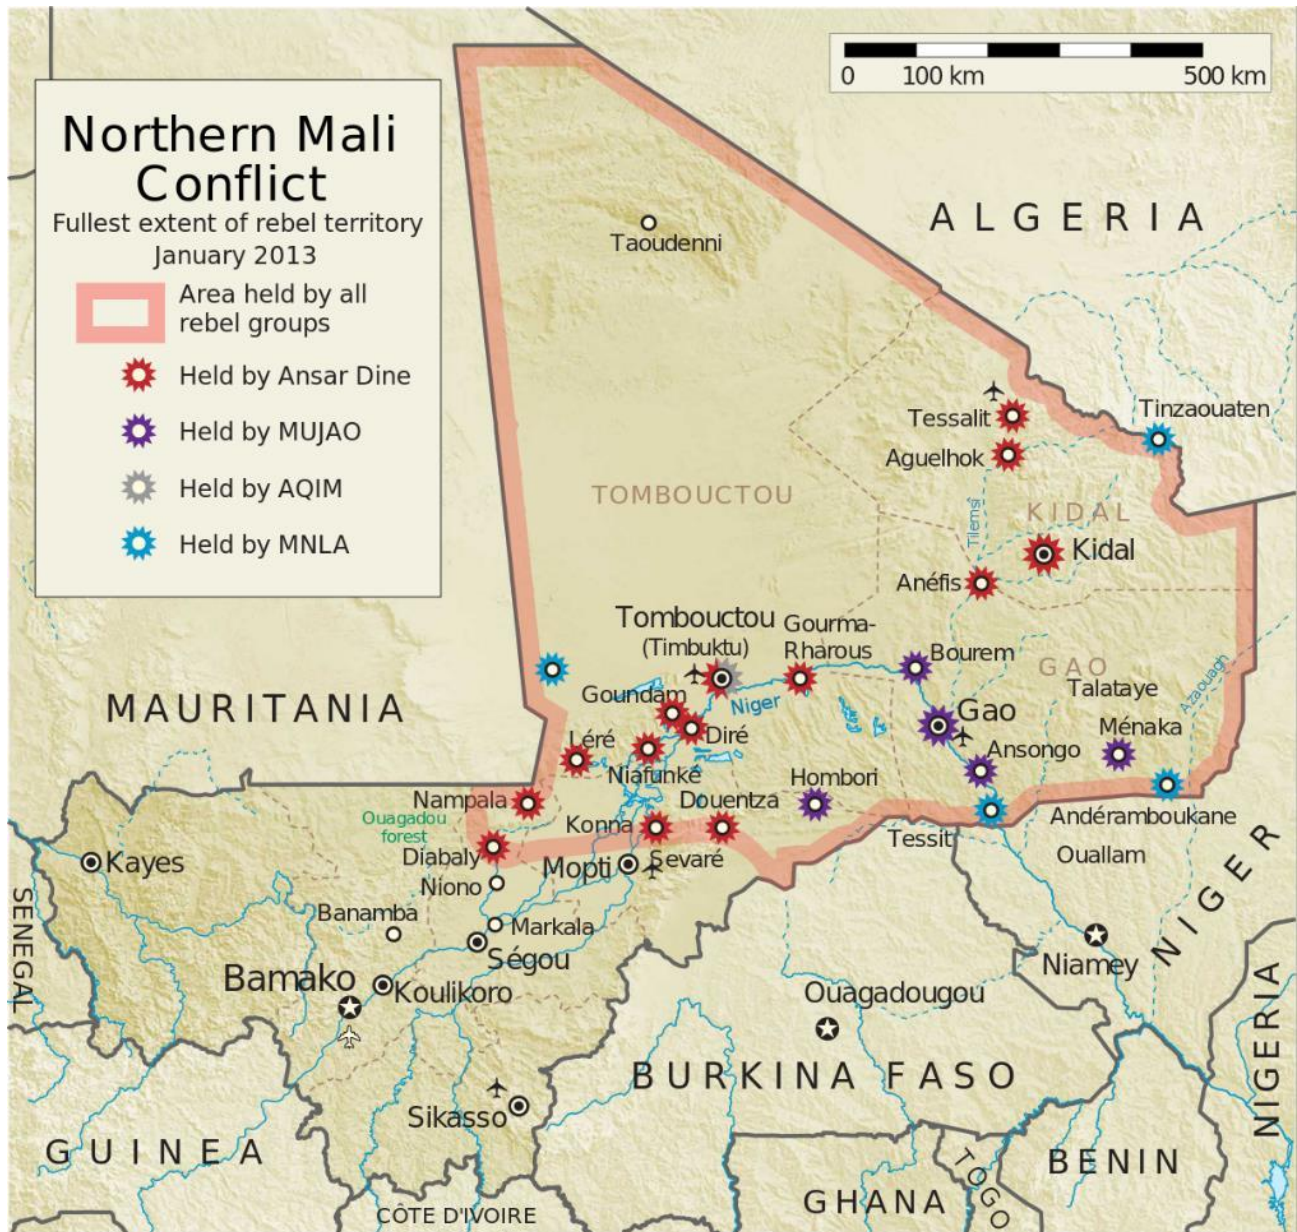 Northern Mali
Conflict
Fullest extent of rebel territory
January 2013
Area held by all
rebel groups
Held by Ansar Dine
Held by MUJAO
Held by AQIM
Held by MNLA
0 100 km 500 km
ALGERIA
Taoudenni
Tessalit
Tinzaouaten
Aguelhok
TOMBOUCTOU
KIDAL
Tilemsi
Kidal
Anéfis
Tombouctou
(Timbuktu)
Gourma-
Rharous
Bourem
GAO
Talataye
Azaouagh
MAURITANIA
Goundam
Niger
Gao
Ménaka
Léré
Diré
Ansongo
Niafunké
Hombori
Nampala
Douentza
Andéramboukane
Ouagadou
forest
Konna
Tessit
Kayes
Diabaly
Mopti
Sevaré
Ouallam
Niono
NIGER
SENEGAL
Banamba
Markala
Ségou
Niamey
Bamako
Koulikoro
Ouagadougou
NIGERIA
BURKINA FASO
Sikasso
GUINEA
BENIN
TOGO
GHANA
CÔTE D'IVOIRE